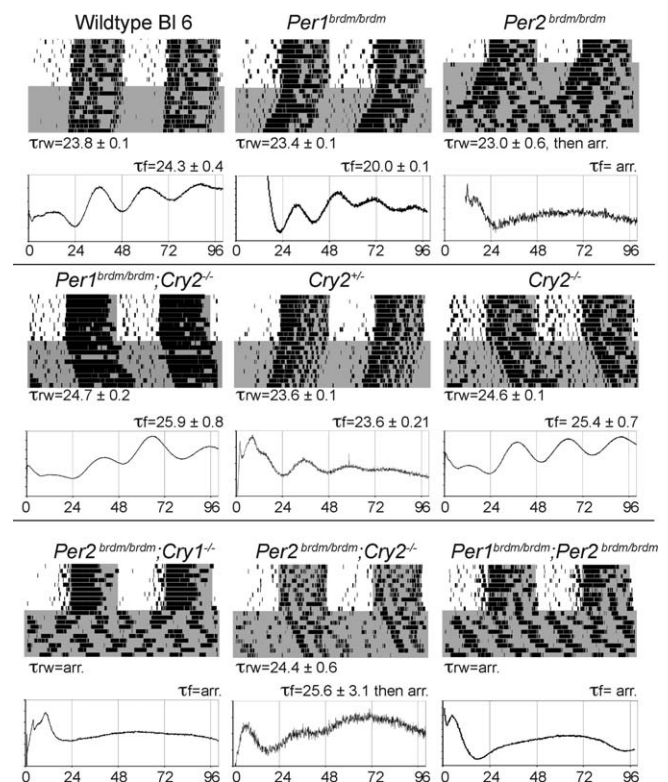 Wildtype Bl 6 Per1brdm/brdm Per2brdm/brdm
τrw=23.8 ± 0.1 τrw=23.4 ± 0.1 τrw=23.0 ± 0.6, then arr.
τf=24.3 ± 0.4 τf=20.0 ± 0.1 τf= arr.
0 24 48 72 96 0 24 48 72 96 0 24 48 72 96
Per1brdm/brdm;Cry2-/- Cry2+/- Cry2-/-
τrw=24.7 ± 0.2 τrw=23.6 ± 0.1 τrw=24.6 ± 0.1
τf=25.9 ± 0.8 τf=23.6 ± 0.21 τf= 25.4 ± 0.7
0 24 48 72 96 0 24 48 72 96 0 24 48 72 96
Per2brdm/brdm;Cry1-/- Per2brdm/brdm;Cry2-/- Per1brdm/brdm;Per2brdm/brdm
τrw=arr. τrw=24.4 ± 0.6 τrw=arr.
τf=arr. τf=25.6 ± 3.1 then arr. τf= arr.
0 24 48 72 96 0 24 48 72 96 0 24 48 72 96